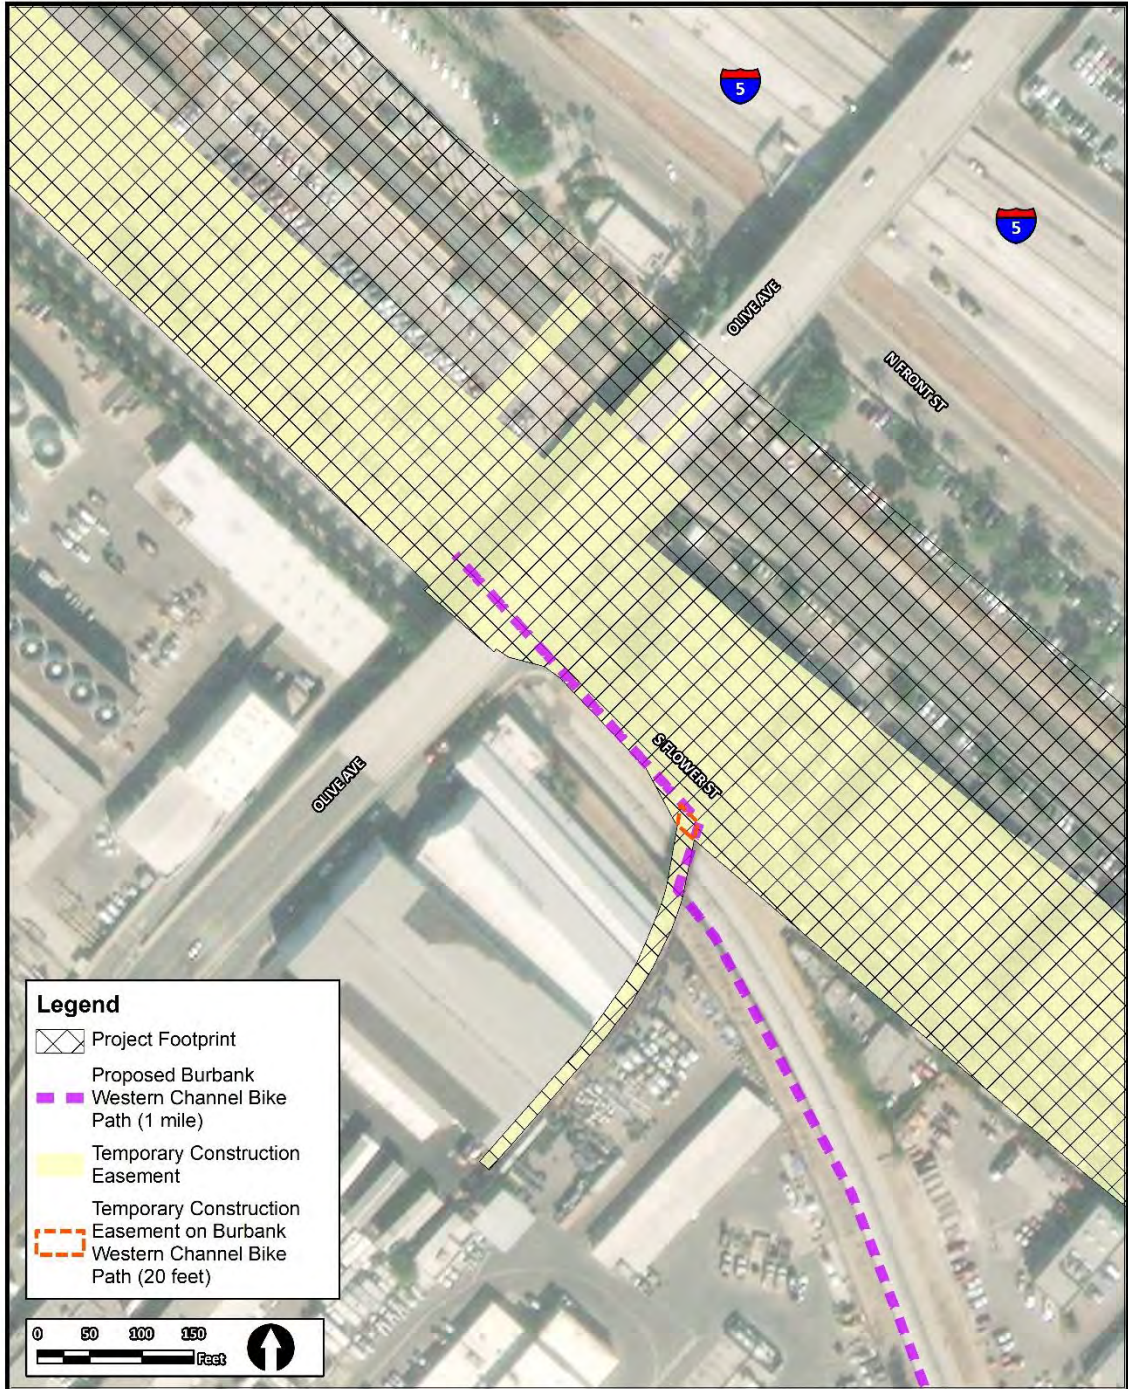 5
5
OLIVE AVE
N FRONT ST
S FLOWER ST
OLIVE AVE
Legend
Project Footprint
Proposed Burbank
Western Channel Bike
Path (1 mile)
Temporary Construction
Easement
Temporary Construction
Easement on Burbank
Western Channel Bike
Path (20 feet)
0 50 100 150
Feet